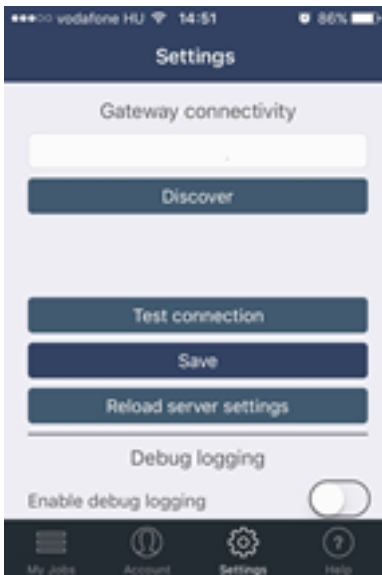 vodafone HU 14:51 86%
Settings
Gateway connectivity
Discover
Test connection
Save
Reload server settings
Debug logging
Enable debug logging
My Jobs Account Settings Help